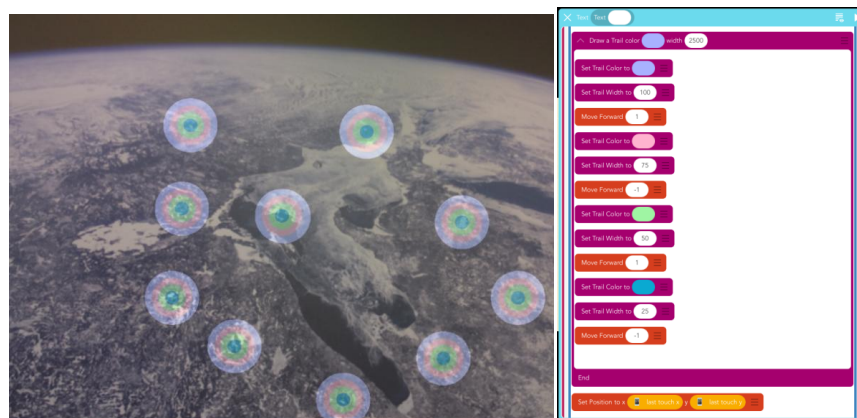 Text Text
Draw a Trail color width 2500
Set Trail Color to
Set Trail Width to 100
Move Forward 1
Set Trail Color to
Set Trail Width to 75
Move Forward -1
Set Trail Color to
Set Trail Width to 50
Move Forward 1
Set Trail Color to
Set Trail Width to 25
Move Forward -1
End
Set Position to x last touch x y last touch y